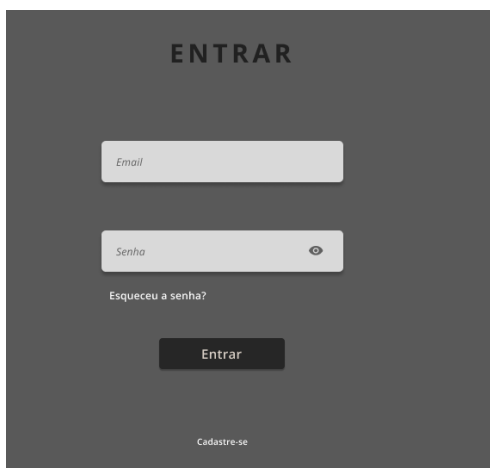 ENTRAR
Email
Senha
Esqueceu a senha?
Entrar
Cadastre-se